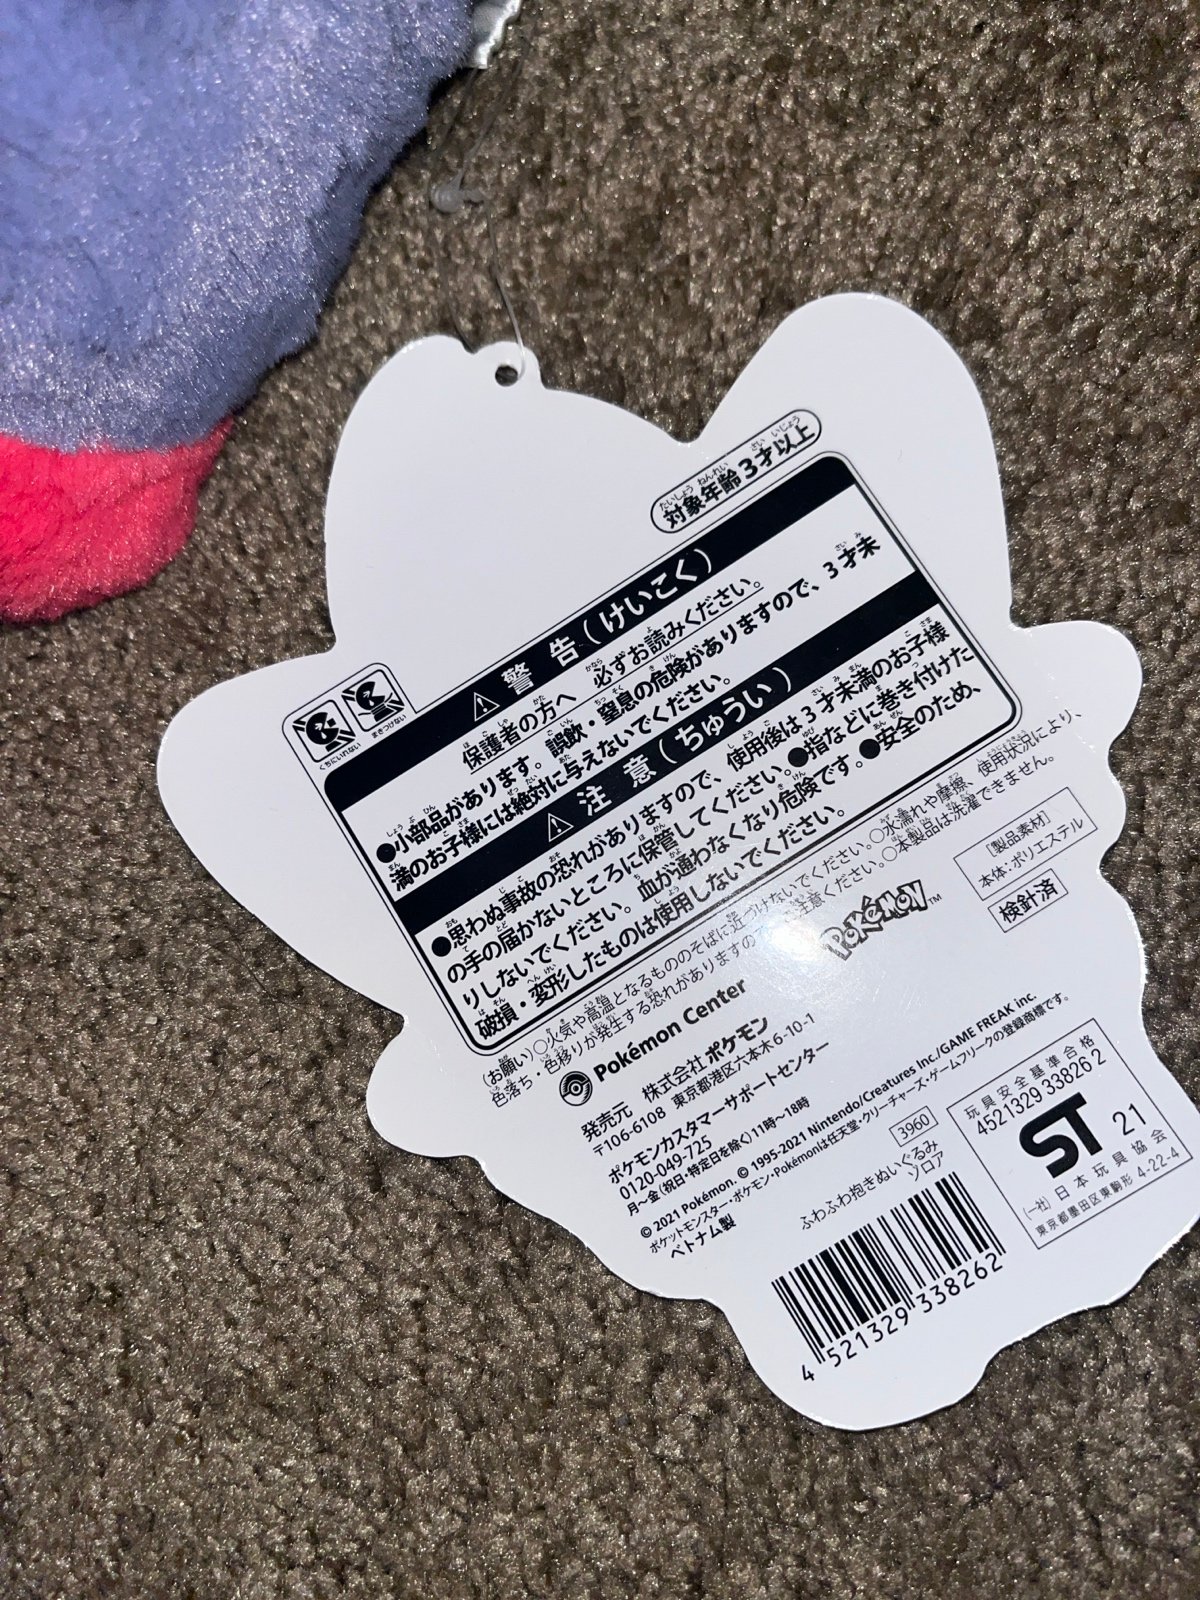 対象年齢3才以上
くちにいれない
まきつけない
⚠ 警告(けいこく)
保護者の方へ 必ずお読みください。
●小部品があります。誤飲・窒息の危険がありますので、3才未
満のお子様には絶対に与えないでください。
⚠ 注意(ちゅうい)
●思わぬ事故の恐れがありますので、使用後は3才未満のお子様
の手の届かないところに保管してください。●指などに巻き付けた
りしないでください。血が通わなくなり危険です。●安全のため、
破損・変形したものは使用しないでください。
(お願い)○火気や高温となるもののそばに近づけないでください。○水濡れや摩擦、使用状況により、
色落ち・色移りが発生する恐れがありますので 注意ください。○本製品は洗濯できません。
[製品素材]
本体:ポリエステル
検針済
Pokémon Center
POKéMON™
発売元 株式会社ポケモン
〒106-6108 東京都港区六本木6-10-1
ポケモンカスタマーサポートセンター
0120-049-725
月〜金(祝日・特定日を除く)11時〜18時
© 2021 Pokémon. © 1995-2021 Nintendo/Creatures Inc./GAME FREAK inc.
ポケットモンスター・ポケモン・Pokémonは任天堂・クリーチャーズ・ゲームフリークの登録商標です。
ベトナム製
3960
ふわふわ抱きぬいぐるみ
ゾロア
4 521329 338262
玩具安全基準合格
4521329 33826 2
ST 21
(一社)日本玩具協会
東京都墨田区東駒形 4-22-4